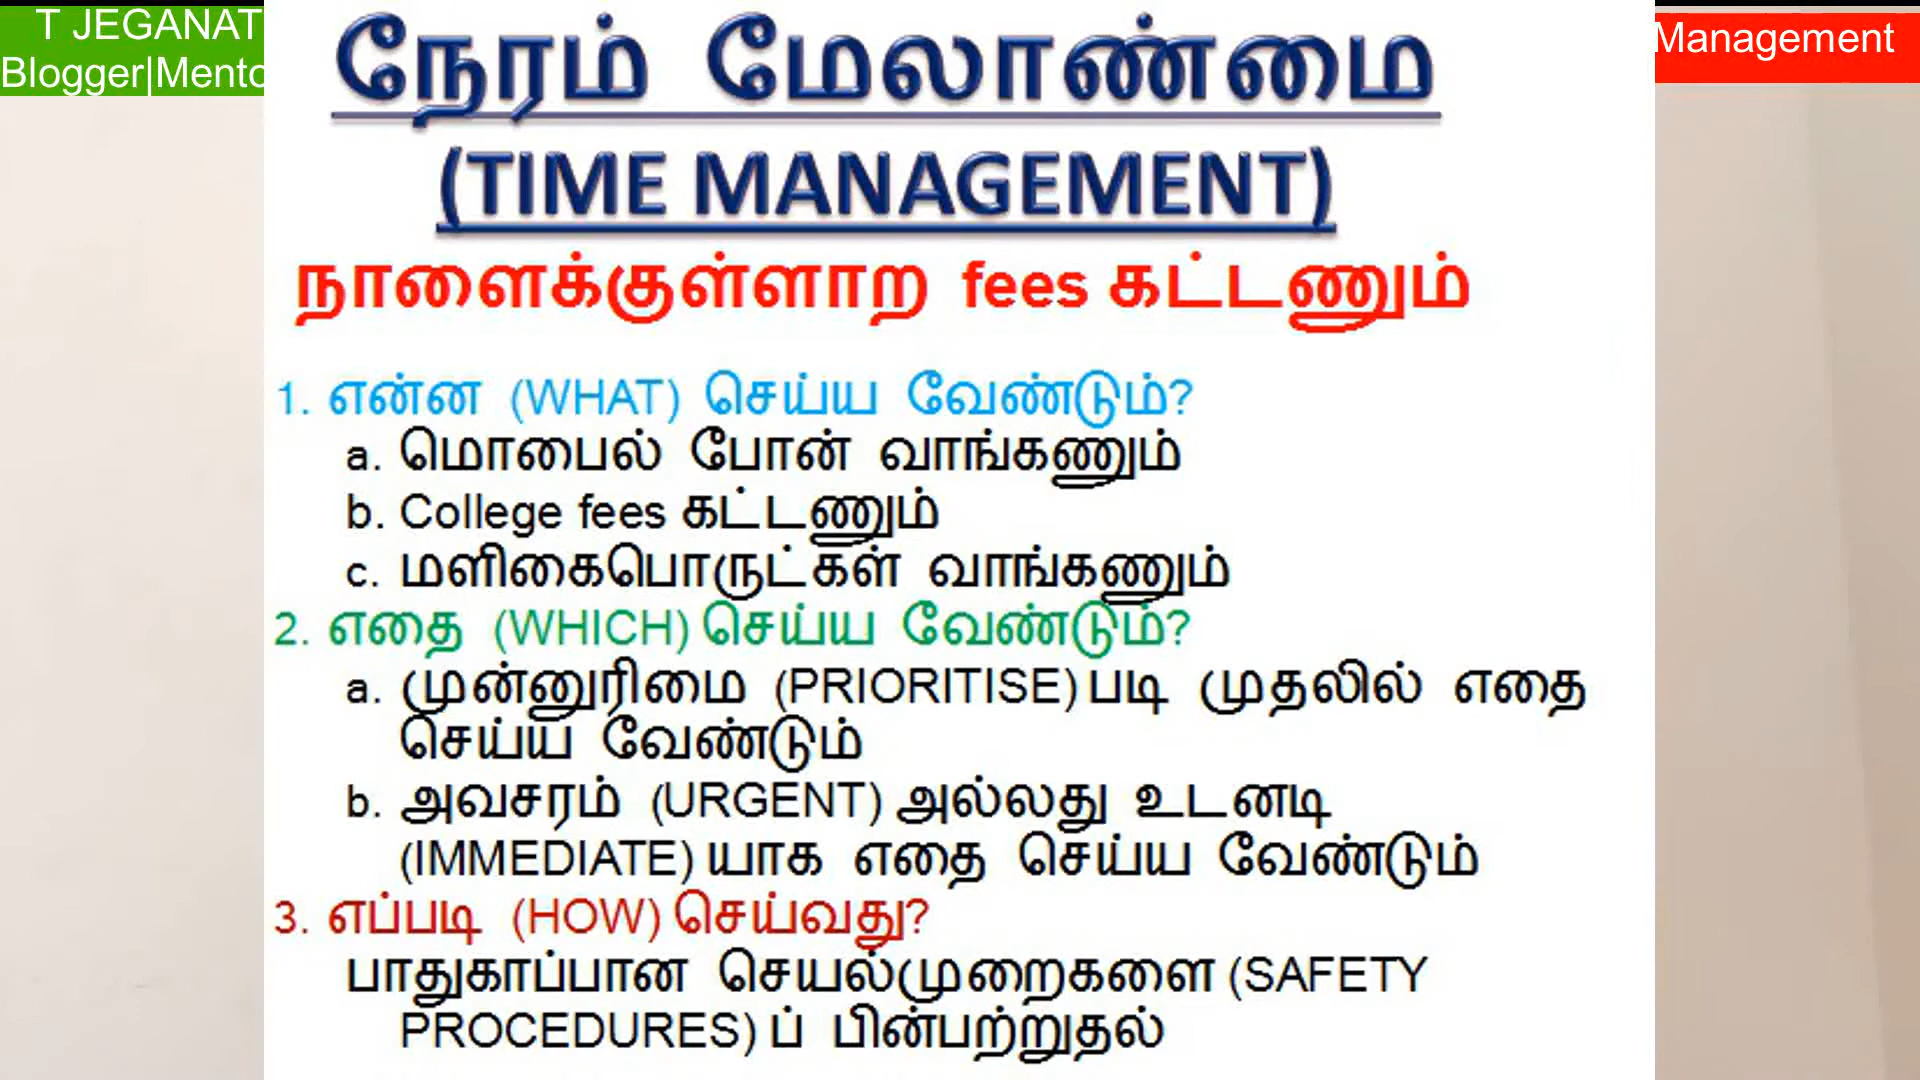 T JEGANAT
Blogger|Mento
Management
நேரம் மேலாண்மை
(TIME MANAGEMENT)
நாளைக்குள்ளாற fees கட்டணும்
1. என்ன (WHAT) செய்ய வேண்டும்?
a. மொபைல் போன் வாங்கணும்
b. College fees கட்டணும்
c. மளிகைபொருட்கள் வாங்கணும்
2. எதை (WHICH) செய்ய வேண்டும்?
a. முன்னுரிமை (PRIORITISE) படி முதலில் எதை
செய்ய வேண்டும்
b. அவசரம் (URGENT) அல்லது உடனடி
(IMMEDIATE) யாக எதை செய்ய வேண்டும்
3. எப்படி (HOW) செய்வது?
பாதுகாப்பான செயல்முறைகளை (SAFETY
PROCEDURES) ப் பின்பற்றுதல்